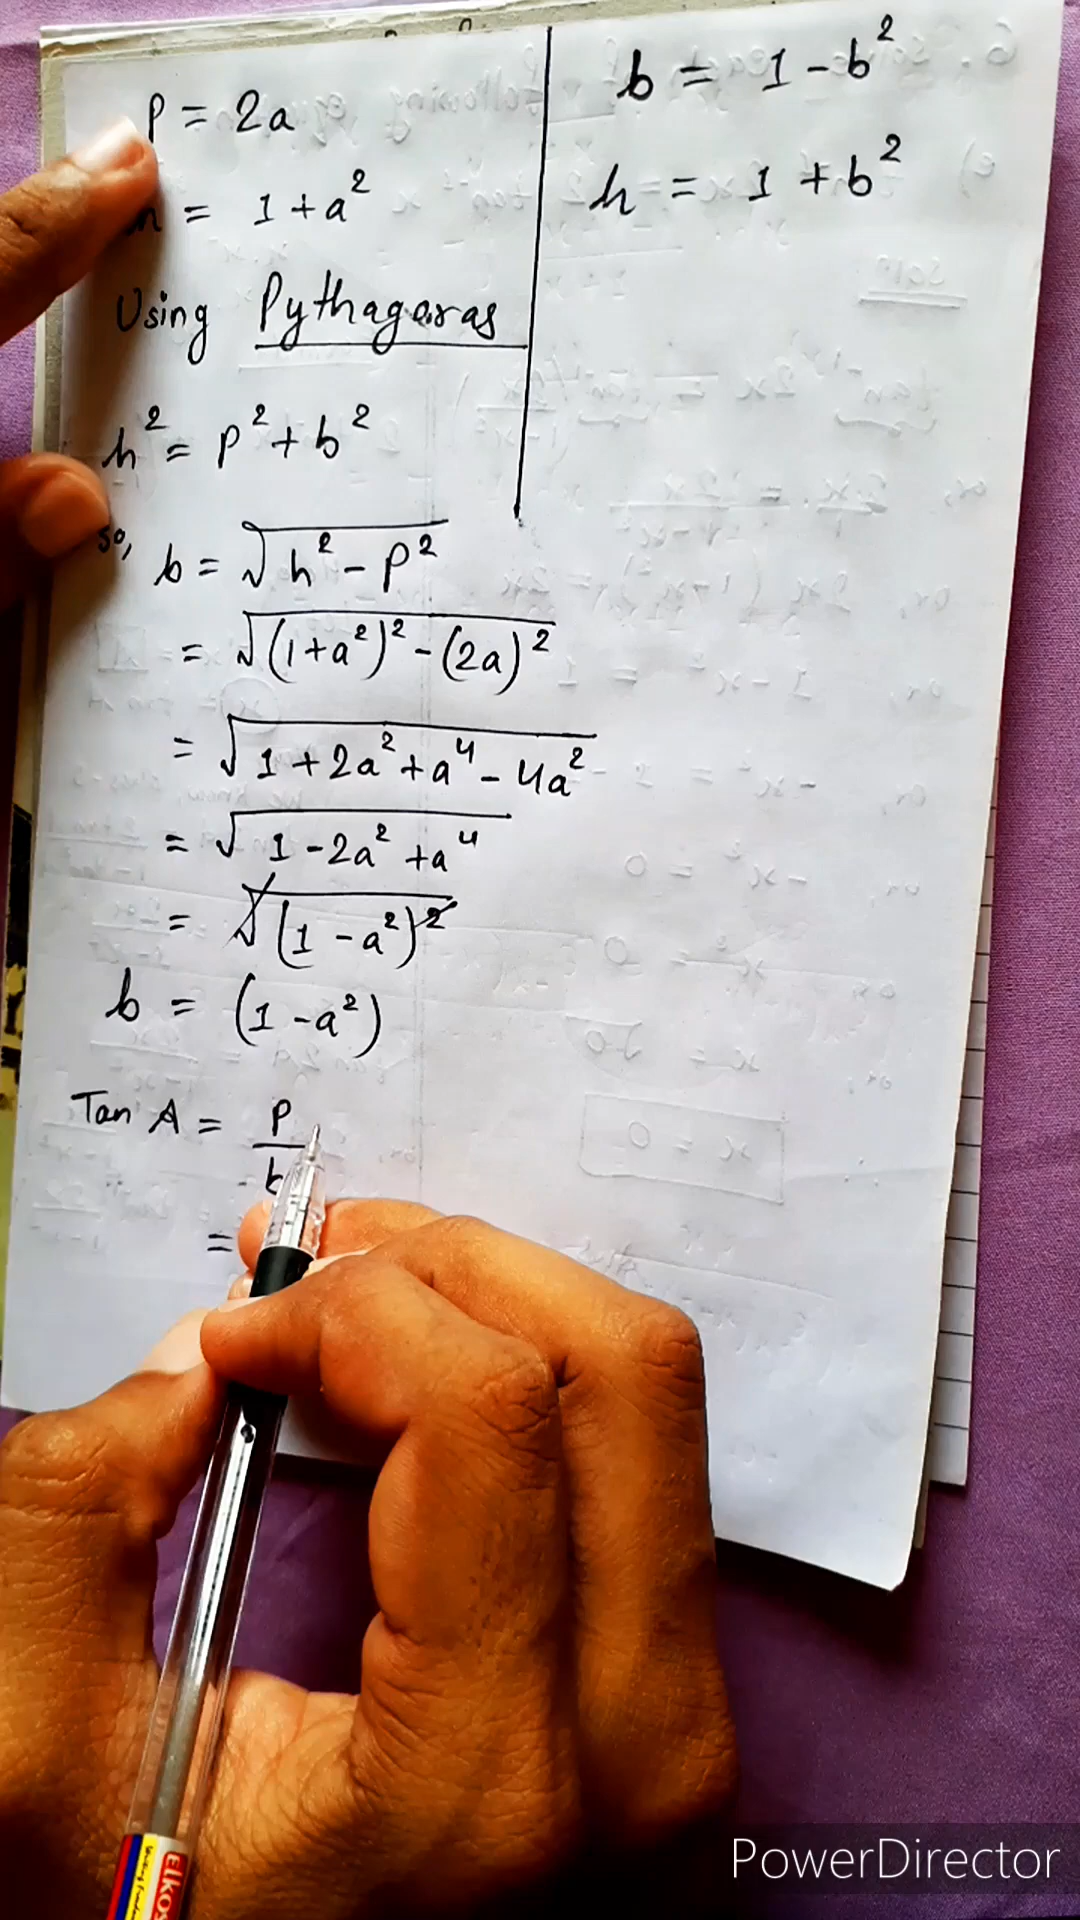 P = 2a
h = 1 + a²
Using Pythagoras
h² = p² + b²
so, b = √(h² - p²)
= √((1+a²)² - (2a)²)
= √(1 + 2a² + a⁴ - 4a²)
= √(1 - 2a² + a⁴)
= √((1 - a²)²)
b = (1 - a²)
Tan A = p/b
=
b = 1 - b²
h = 1 + b²
ELKOS
PowerDirector